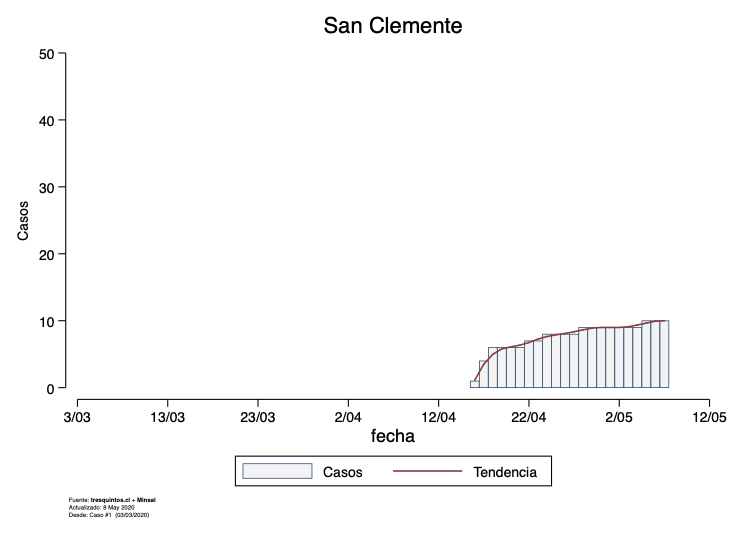 San Clemente
50
40
30
20
10
0
Casos
3/03 13/03 23/03 2/04 12/04 22/04 2/05 12/05
fecha
Casos Tendencia
Fuente: tresquintos.cl + Minsal
Actualizado: 8 May 2020
Desde: Caso #1 (03/03/2020)